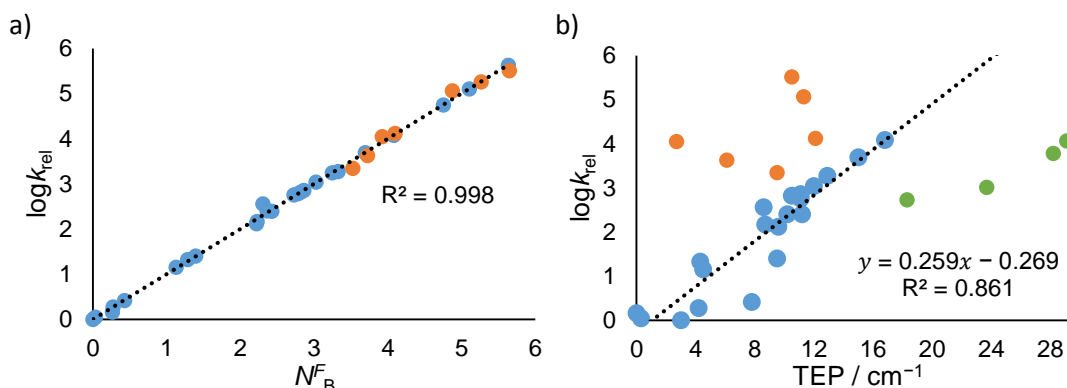 a)
6
5
4
3
2
1
0
logk_rel
R² = 0.998
0 1 2 3 4 5 6
N^F_B
b)
6
5
4
3
2
1
0
logk_rel
y = 0.259x − 0.269
R² = 0.861
0 4 8 12 16 20 24 28
TEP / cm⁻¹